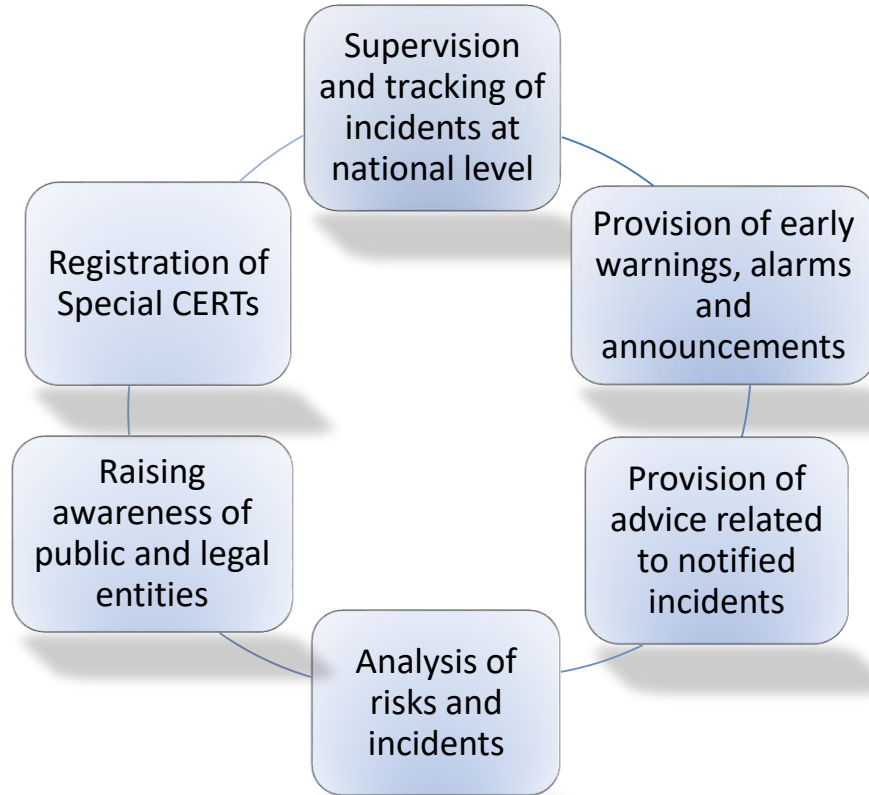 Supervision
and tracking of
incidents at
national level
Provision of early
warnings, alarms
and
announcements
Provision of
advice related
to notified
incidents
Analysis of
risks and
incidents
Raising
awareness of
public and legal
entities
Registration of
Special CERTs